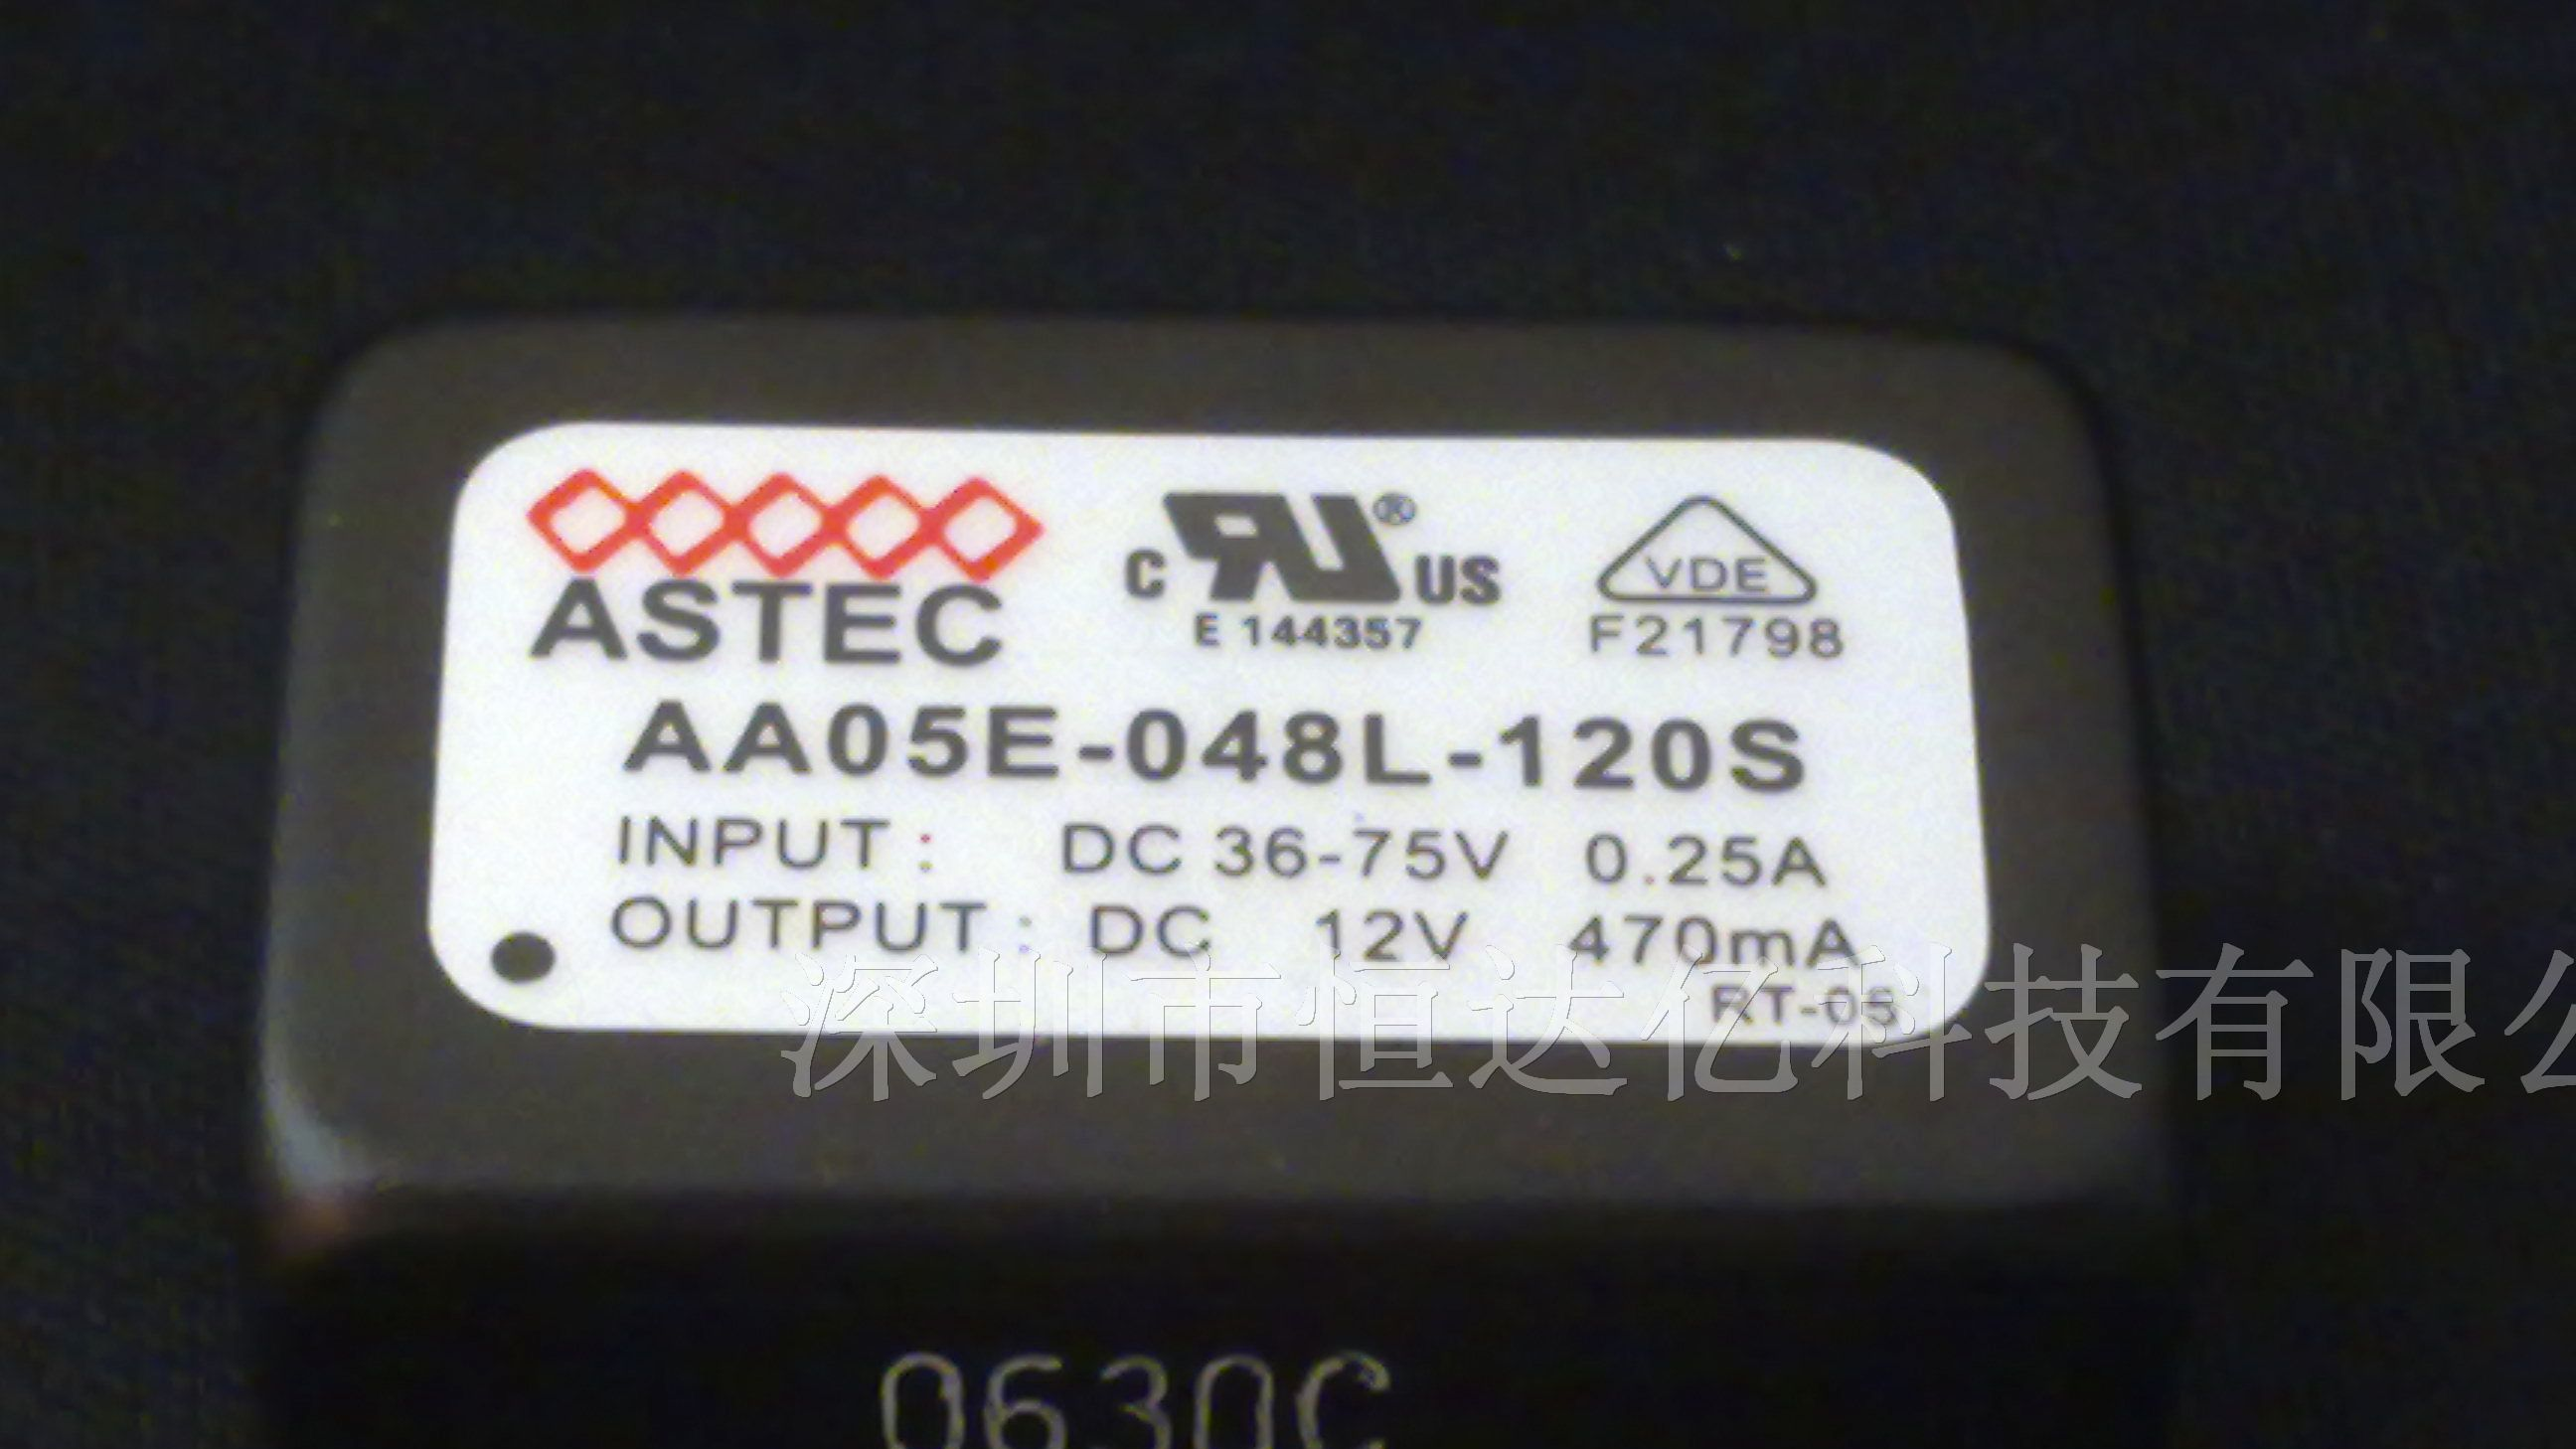 ASTEC
C RU® US
E 144357
VDE
F21798
AA05E-048L-120S
INPUT : DC 36-75V 0.25A
OUTPUT : DC 12V 470mA
RT-05
深圳市恒达亿科技有限公
0630C